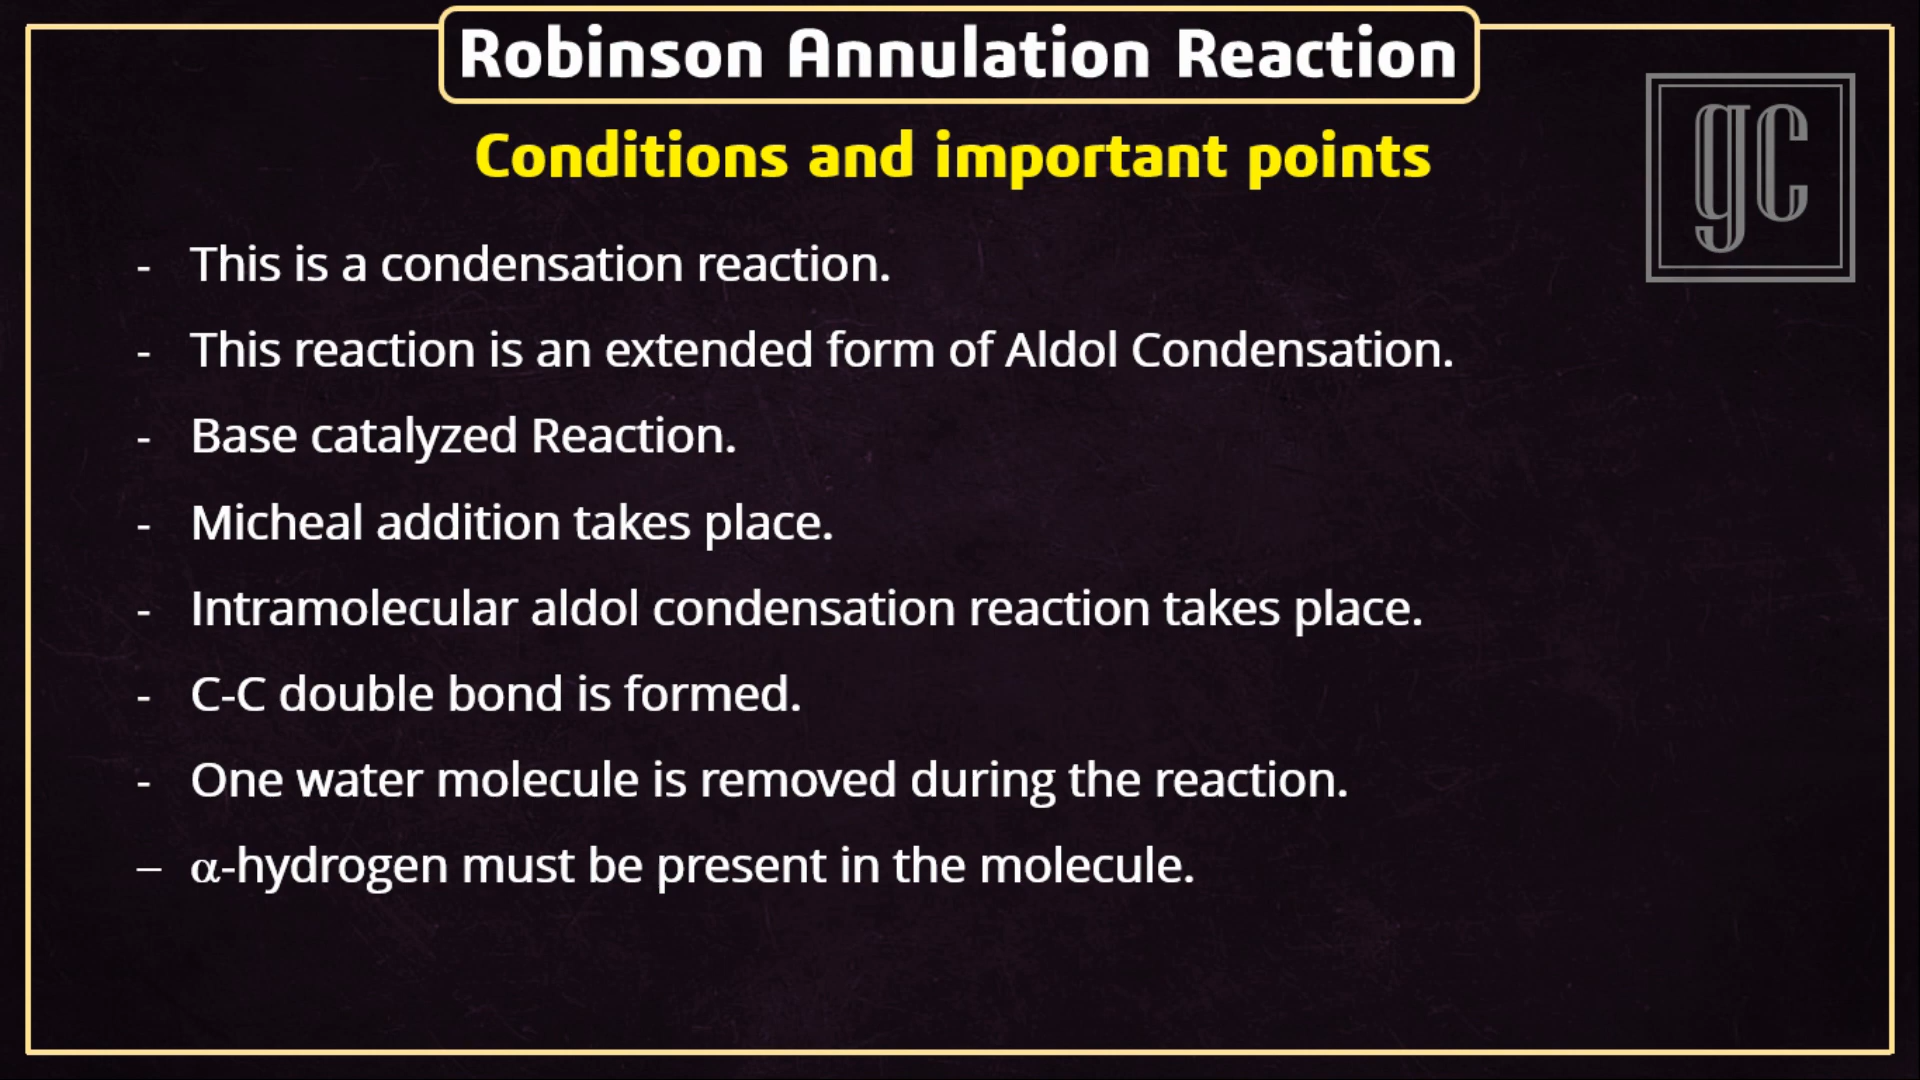 Robinson Annulation Reaction
gc
Conditions and important points
- This is a condensation reaction.
- This reaction is an extended form of Aldol Condensation.
- Base catalyzed Reaction.
- Micheal addition takes place.
- Intramolecular aldol condensation reaction takes place.
- C-C double bond is formed.
- One water molecule is removed during the reaction.
– α-hydrogen must be present in the molecule.